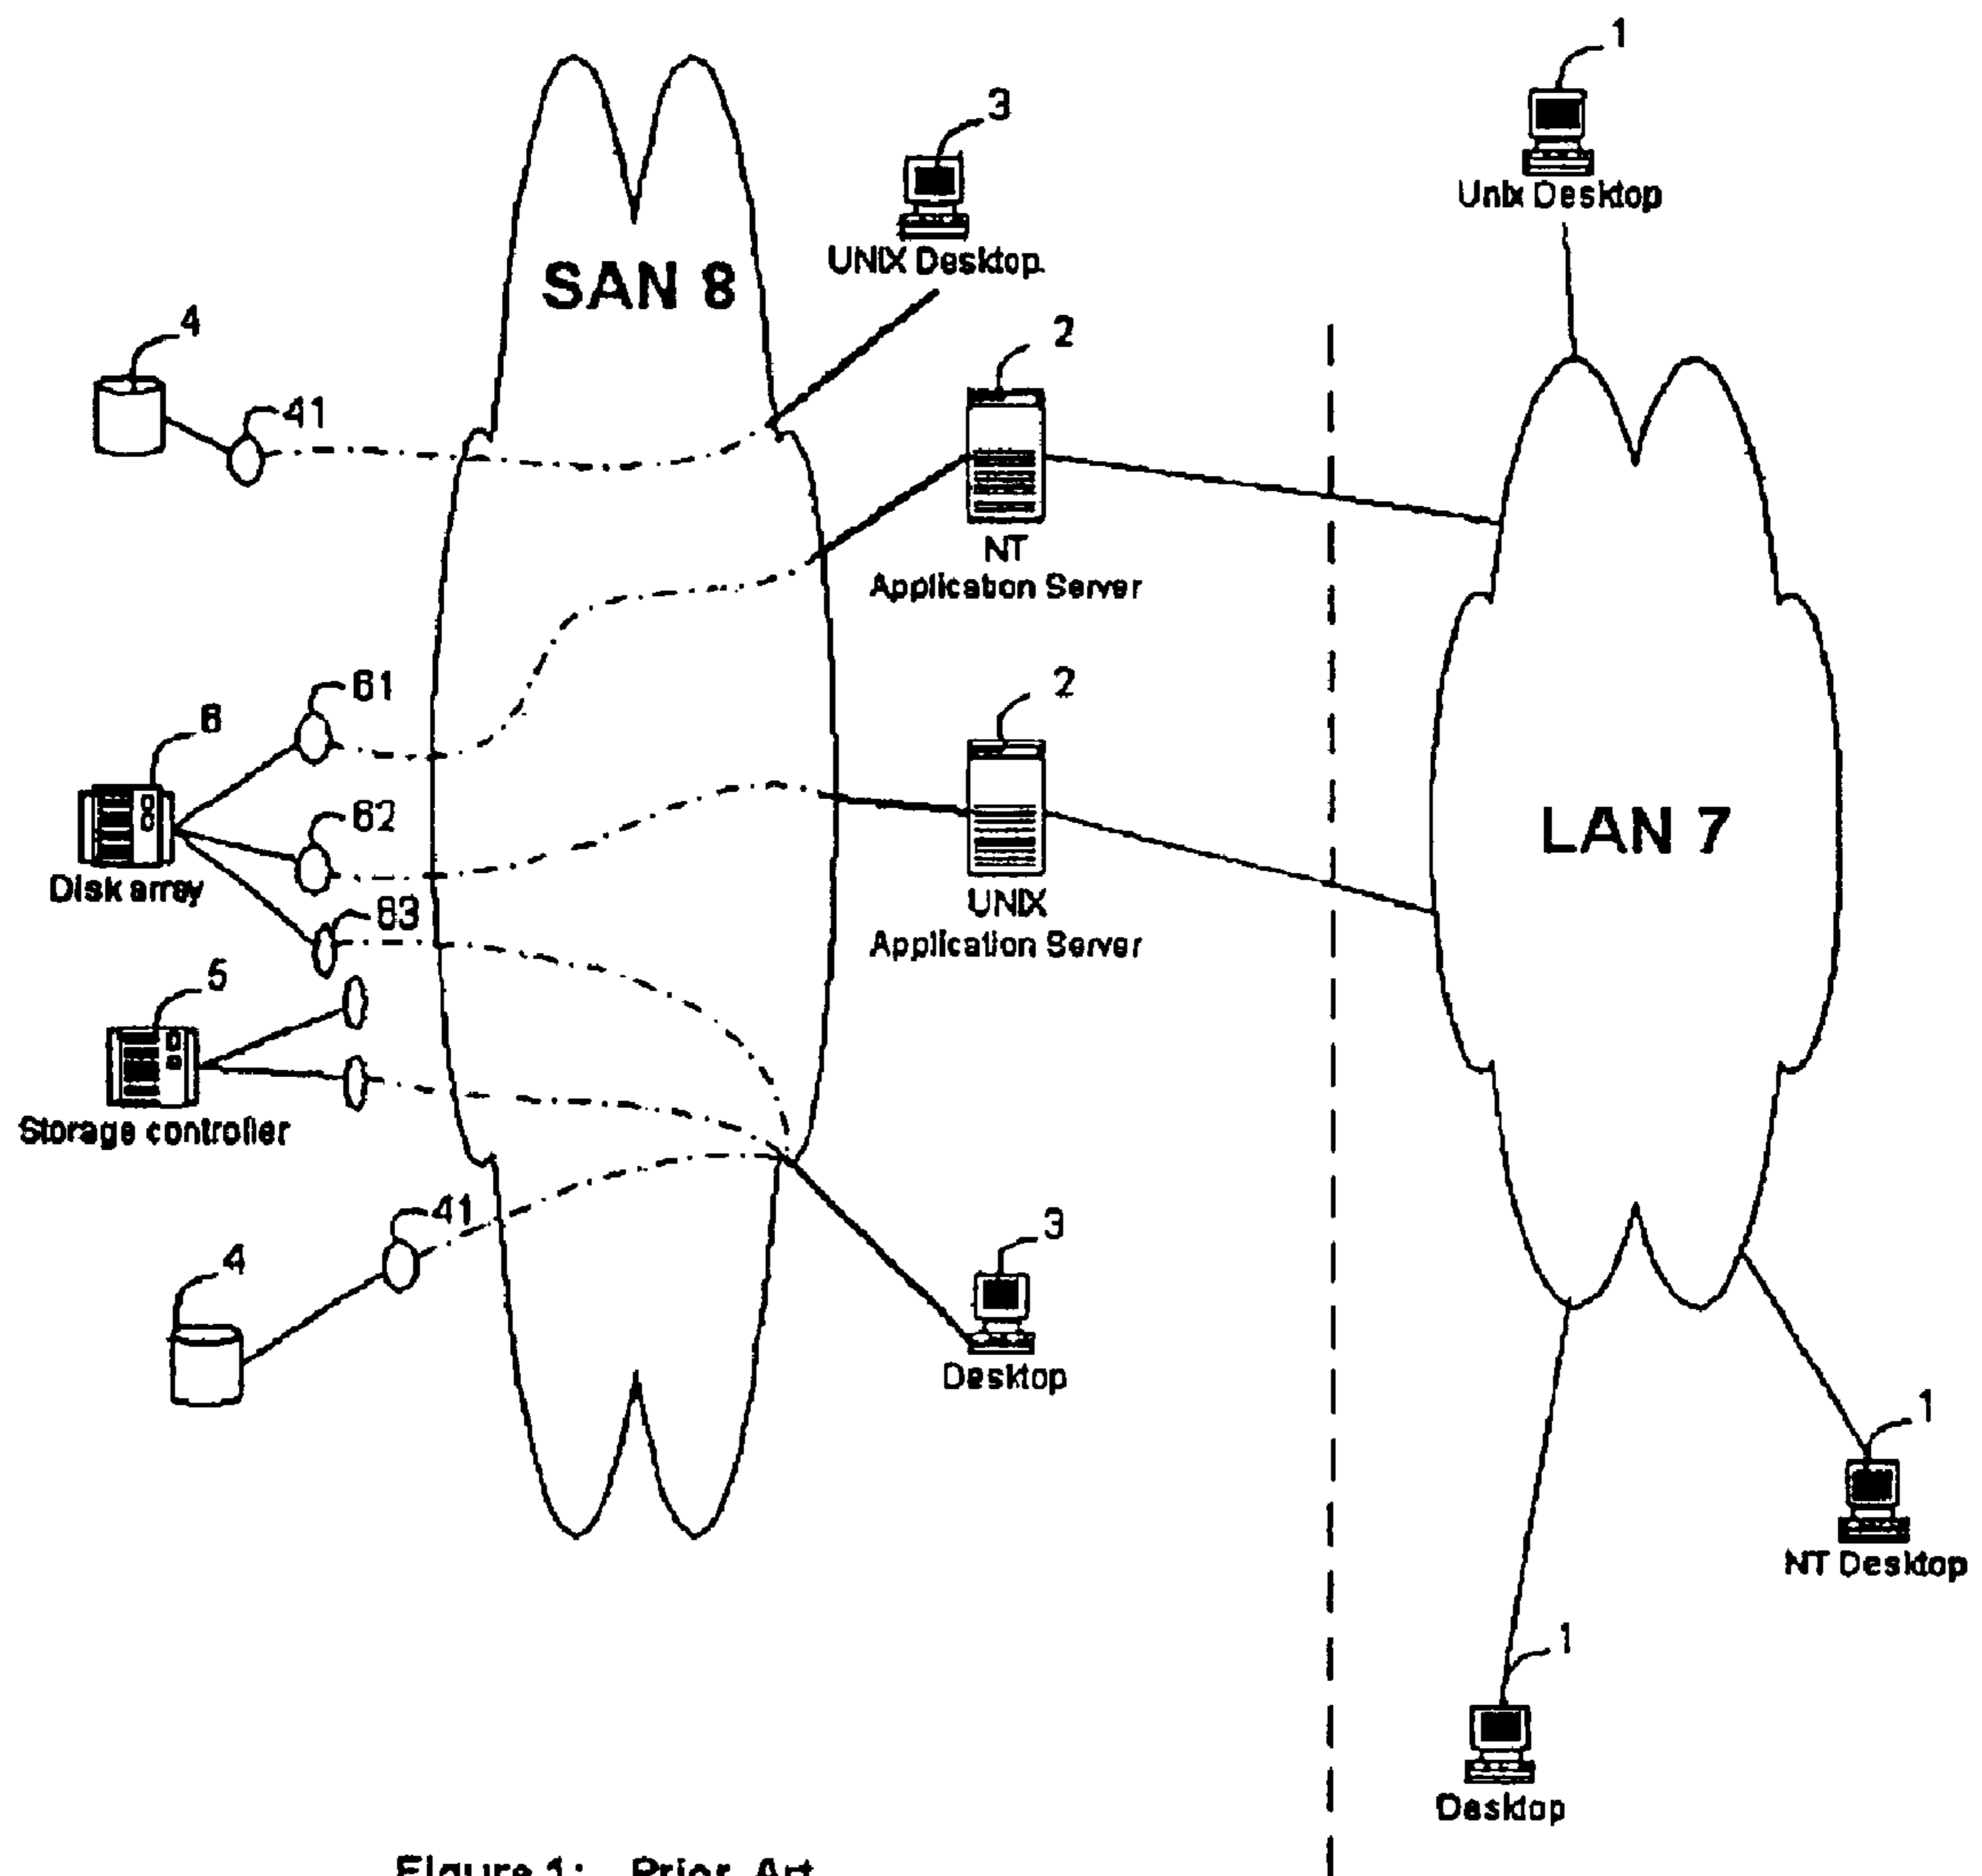 1
3
Unix Desktop
UNIX Desktop
SAN 8
4
2
41
NT
Application Server
61
2
6
62
LAN 7
Disk array
63
UNIX
Application Server
5
Storage controller
41
3
4
Desktop
1
NT Desktop
1
Desktop
Figure 1: Prior Art